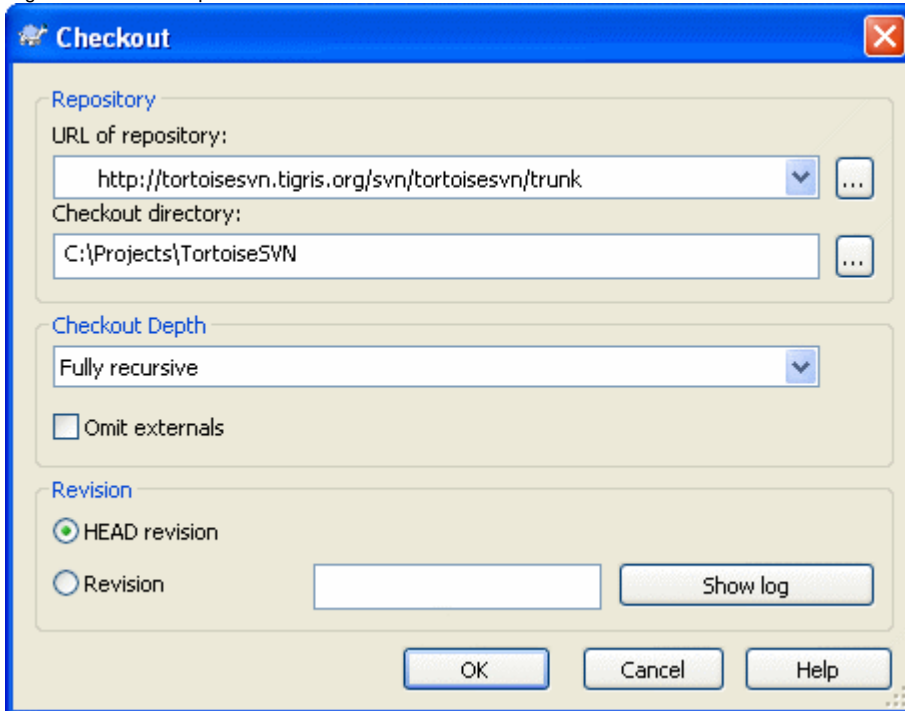 Checkout
Repository
URL of repository:
http://tortoisesvn.tigris.org/svn/tortoisesvn/trunk
...
Checkout directory:
C:\Projects\TortoiseSVN
...
Checkout Depth
Fully recursive
Omit externals
Revision
HEAD revision
Revision
Show log
OK
Cancel
Help